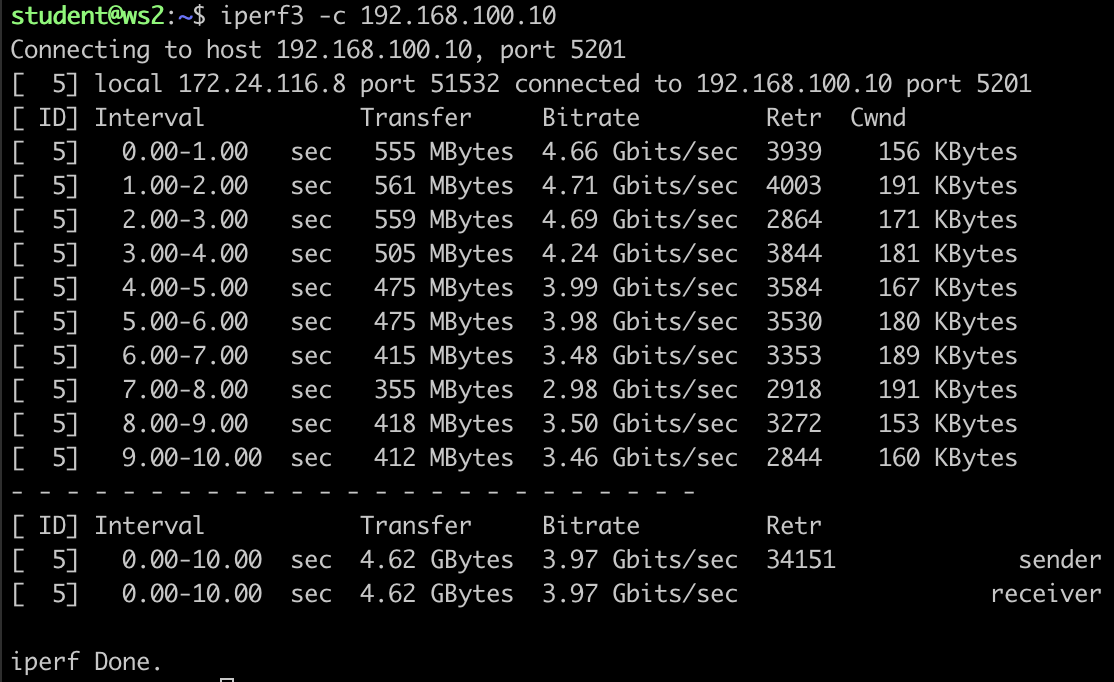 student@ws2:~$ iperf3 -c 192.168.100.10
Connecting to host 192.168.100.10, port 5201
[  5] local 172.24.116.8 port 51532 connected to 192.168.100.10 port 5201
[ ID] Interval           Transfer     Bitrate         Retr  Cwnd
[  5]   0.00-1.00   sec   555 MBytes  4.66 Gbits/sec  3939    156 KBytes
[  5]   1.00-2.00   sec   561 MBytes  4.71 Gbits/sec  4003    191 KBytes
[  5]   2.00-3.00   sec   559 MBytes  4.69 Gbits/sec  2864    171 KBytes
[  5]   3.00-4.00   sec   505 MBytes  4.24 Gbits/sec  3844    181 KBytes
[  5]   4.00-5.00   sec   475 MBytes  3.99 Gbits/sec  3584    167 KBytes
[  5]   5.00-6.00   sec   475 MBytes  3.98 Gbits/sec  3530    180 KBytes
[  5]   6.00-7.00   sec   415 MBytes  3.48 Gbits/sec  3353    189 KBytes
[  5]   7.00-8.00   sec   355 MBytes  2.98 Gbits/sec  2918    191 KBytes
[  5]   8.00-9.00   sec   418 MBytes  3.50 Gbits/sec  3272    153 KBytes
[  5]   9.00-10.00  sec   412 MBytes  3.46 Gbits/sec  2844    160 KBytes
- - - - - - - - - - - - - - - - - - - - - - - - -
[ ID] Interval           Transfer     Bitrate         Retr
[  5]   0.00-10.00  sec  4.62 GBytes  3.97 Gbits/sec  34151             sender
[  5]   0.00-10.00  sec  4.62 GBytes  3.97 Gbits/sec                  receiver

iperf Done.